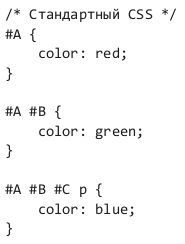 /* Стандартный CSS */
#A {
    color: red;
}

#A #B {
    color: green;
}

#A #B #C p {
    color: blue;
}